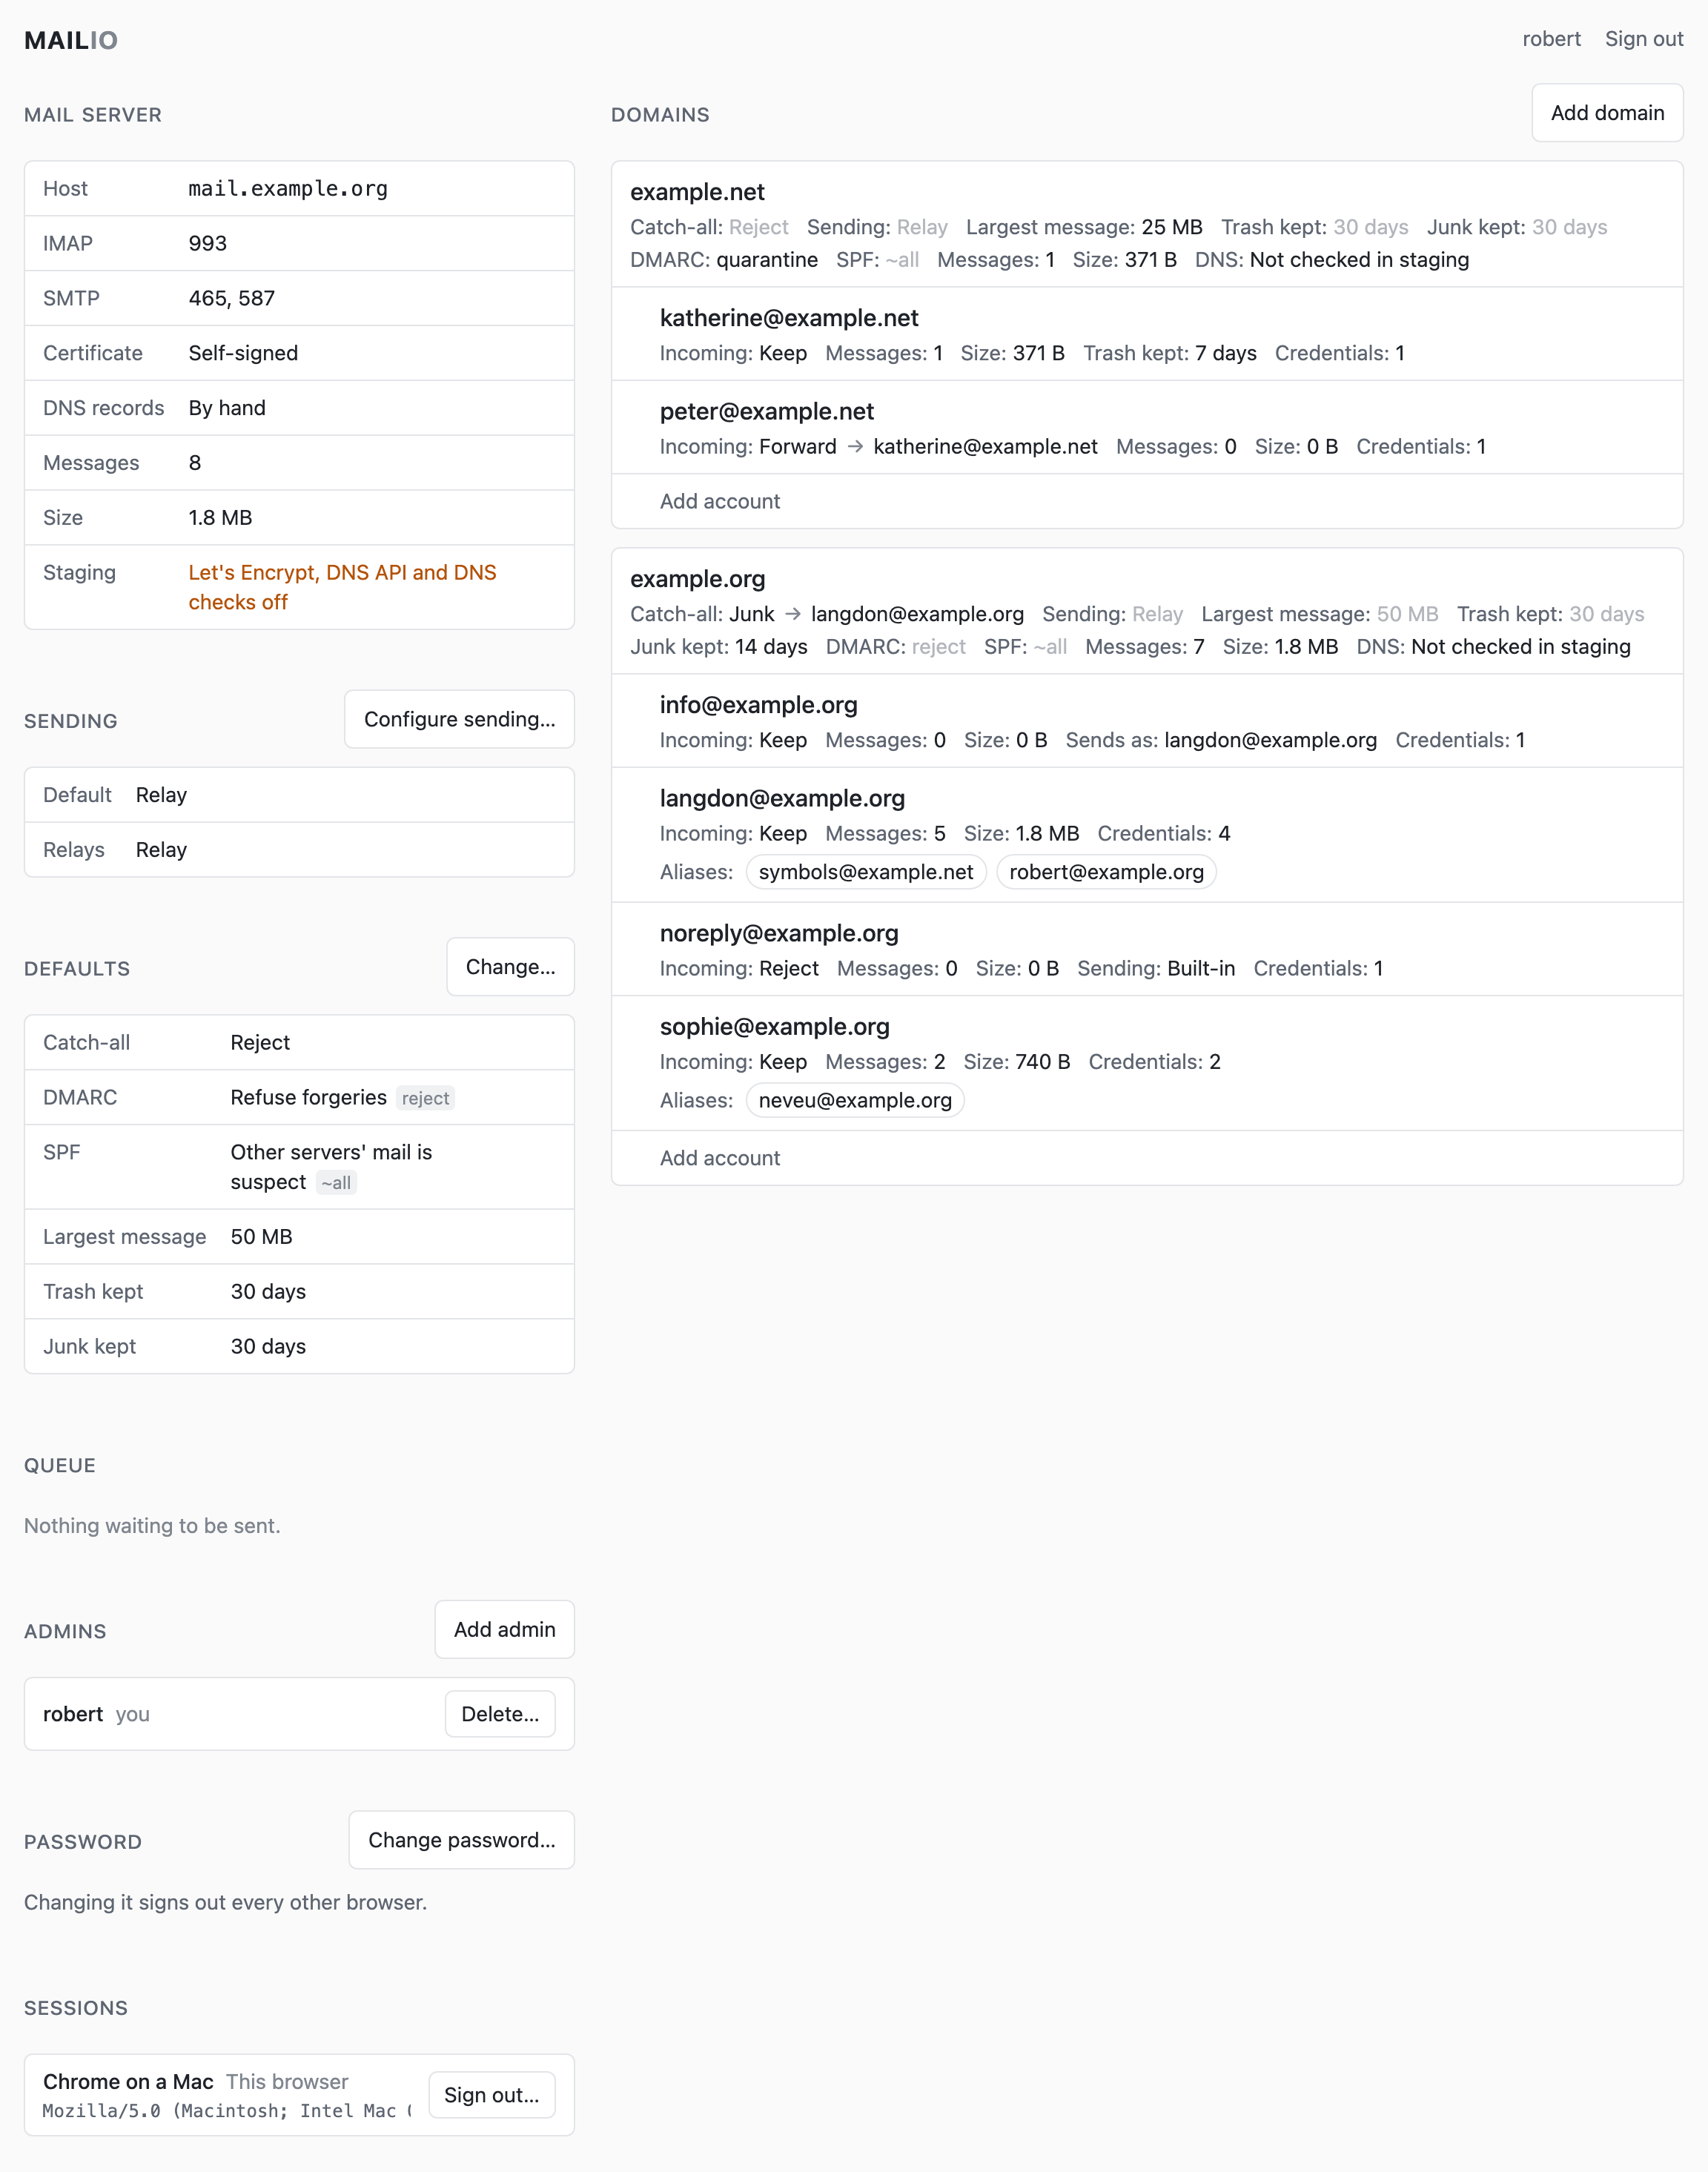 MAILIO
robert Sign out
MAIL SERVER
Host mail.example.org
IMAP 993
SMTP 465, 587
Certificate Self-signed
DNS records By hand
Messages 8
Size 1.8 MB
Staging Let's Encrypt, DNS API and DNS
checks off
SENDING Configure sending...
Default Relay
Relays Relay
DEFAULTS Change...
Catch-all Reject
DMARC Refuse forgeries reject
SPF Other servers' mail is
suspect ~all
Largest message 50 MB
Trash kept 30 days
Junk kept 30 days
QUEUE
Nothing waiting to be sent.
ADMINS Add admin
robert you Delete...
PASSWORD Change password...
Changing it signs out every other browser.
SESSIONS
Chrome on a Mac This browser Sign out...
Mozilla/5.0 (Macintosh; Intel Mac
DOMAINS Add domain
example.net
Catch-all: Reject Sending: Relay Largest message: 25 MB Trash kept: 30 days Junk kept: 30 days
DMARC: quarantine SPF: ~all Messages: 1 Size: 371 B DNS: Not checked in staging
katherine@example.net
Incoming: Keep Messages: 1 Size: 371 B Trash kept: 7 days Credentials: 1
peter@example.net
Incoming: Forward → katherine@example.net Messages: 0 Size: 0 B Credentials: 1
Add account
example.org
Catch-all: Junk → langdon@example.org Sending: Relay Largest message: 50 MB Trash kept: 30 days
Junk kept: 14 days DMARC: reject SPF: ~all Messages: 7 Size: 1.8 MB DNS: Not checked in staging
info@example.org
Incoming: Keep Messages: 0 Size: 0 B Sends as: langdon@example.org Credentials: 1
langdon@example.org
Incoming: Keep Messages: 5 Size: 1.8 MB Credentials: 4
Aliases: symbols@example.net robert@example.org
noreply@example.org
Incoming: Reject Messages: 0 Size: 0 B Sending: Built-in Credentials: 1
sophie@example.org
Incoming: Keep Messages: 2 Size: 740 B Credentials: 2
Aliases: neveu@example.org
Add account